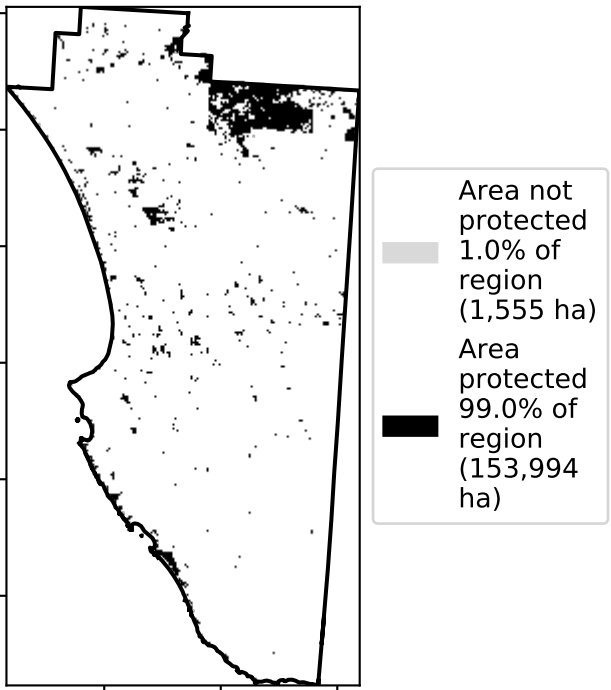 Area not
protected
1.0% of
region
(1,555 ha)
Area
protected
99.0% of
region
(153,994
ha)